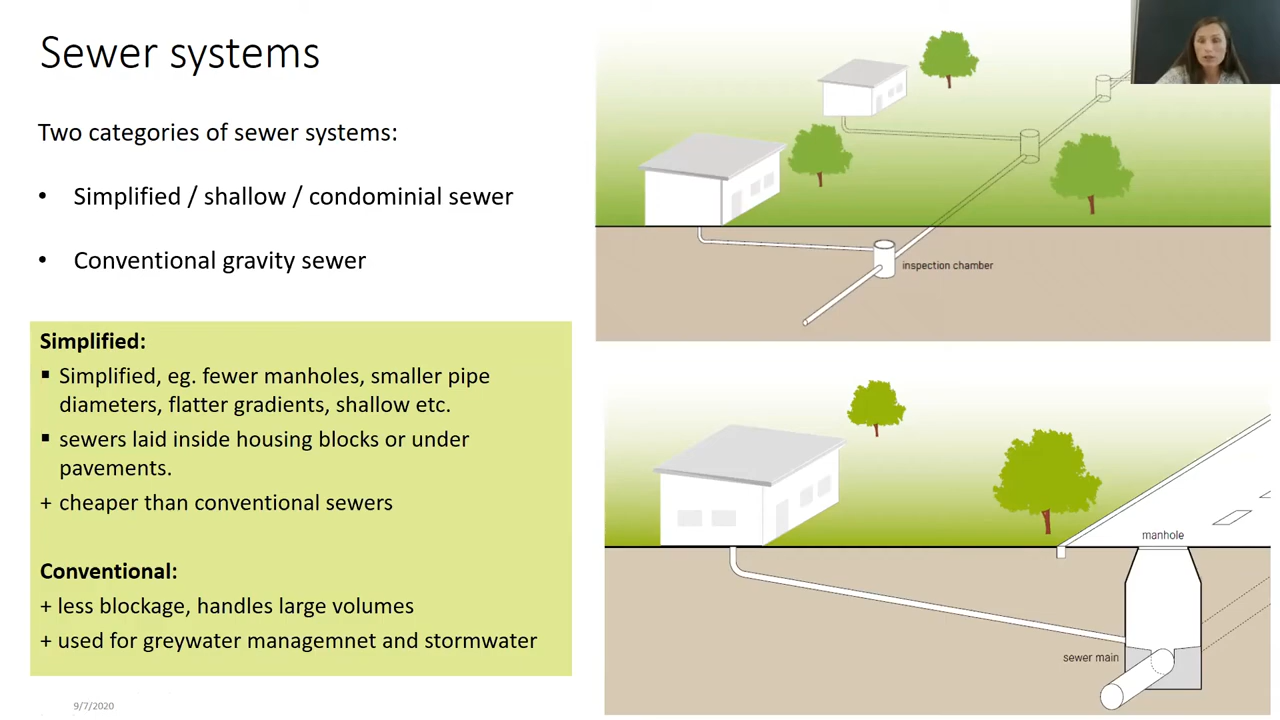 Sewer systems
Two categories of sewer systems:
• Simplified / shallow / condominial sewer
• Conventional gravity sewer
Simplified:
▪ Simplified, eg. fewer manholes, smaller pipe
diameters, flatter gradients, shallow etc.
▪ sewers laid inside housing blocks or under
pavements.
+ cheaper than conventional sewers
Conventional:
+ less blockage, handles large volumes
+ used for greywater managemnet and stormwater
9/7/2020
inspection chamber
manhole
sewer main